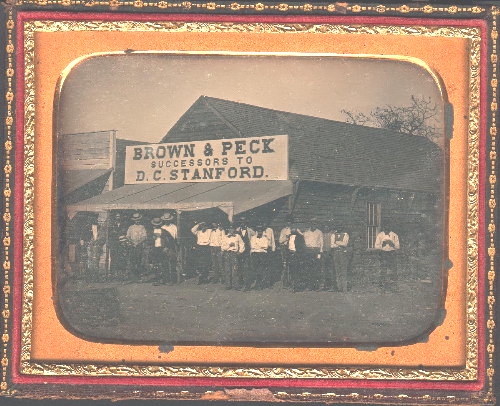 BROWN & PECK
SUCCESSORS TO
D.C. STANFORD.